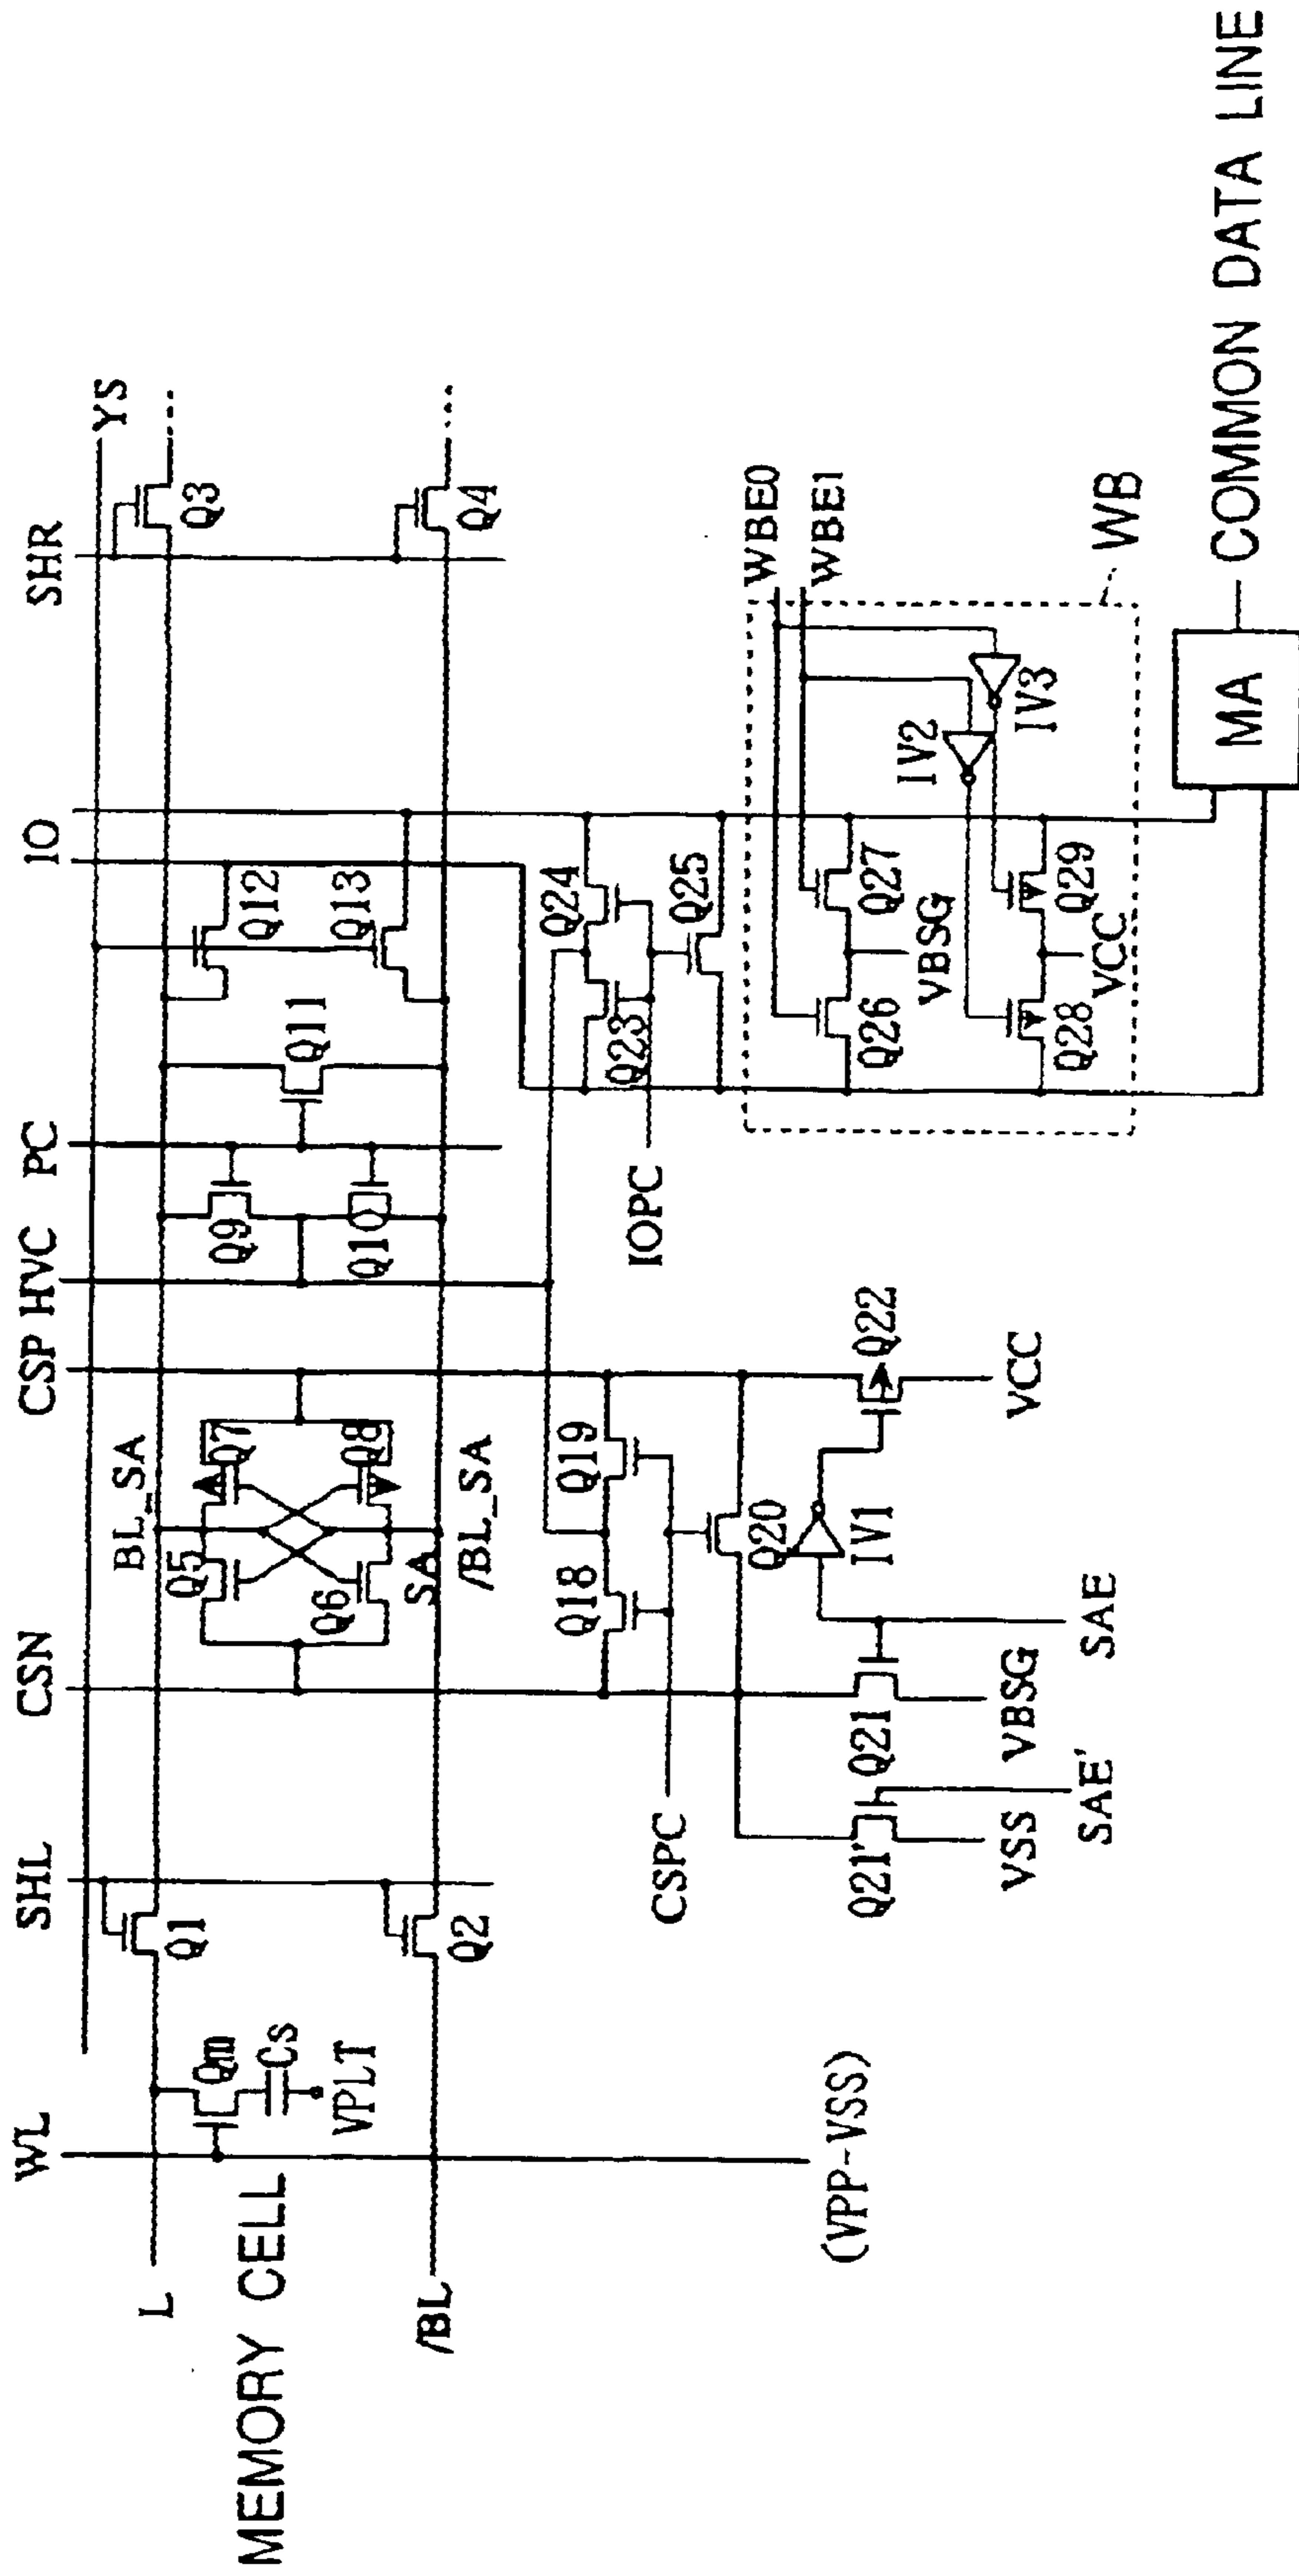 WL
SHL
CSN
CSP
HVC
PC
IO
SHR
YS
L
Q1
BL_SA
Q3
Qm
Cs
VPLT
MEMORY CELL
Q5
Q7
Q6
Q8
SA
Q9
Q10
Q11
Q12
Q13
/BL
Q2
/BL_SA
Q4
Q18
Q19
Q23
Q24
CSPC
IOPC
Q25
Q20
WBE0
WBE1
(VPP-VSS)
Q21'
Q21
IV1
Q22
Q26
Q27
VBSG
IV2
IV3
VSS
VBSG
SAE
VCC
Q28
Q29
VCC
SAE'
WB
MA
COMMON DATA LINE